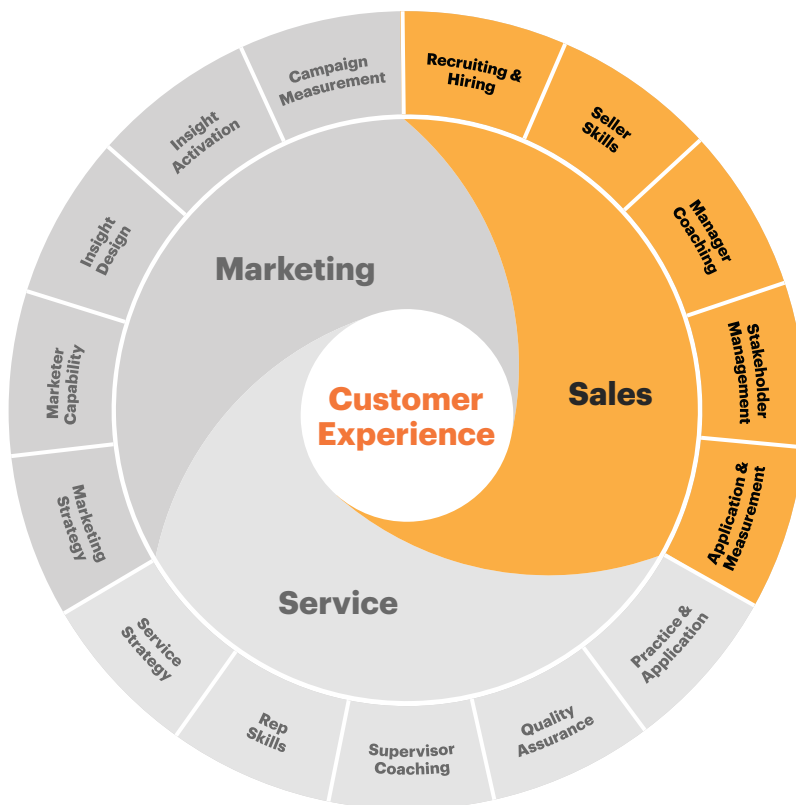 Recruiting &
Hiring
Seller
Skills
Manager
Coaching
Stakeholder
Management
Application &
Measurement
Practice &
Application
Quality
Assurance
Supervisor
Coaching
Rep
Skills
Service
Strategy
Marketing
Strategy
Marketer
Capability
Insight
Design
Insight
Activation
Campaign
Measurement
Marketing
Sales
Service
Customer
Experience